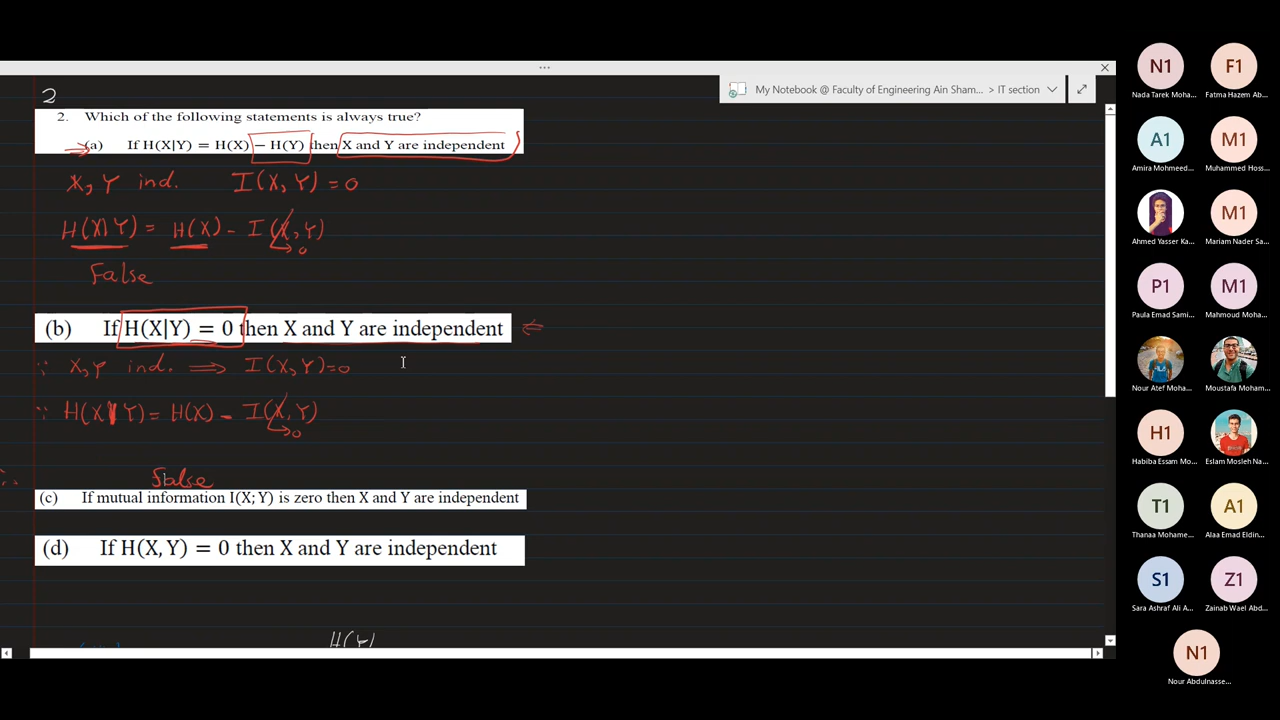 My Notebook @ Faculty of Engineering Ain Sham... > IT section
2
2. Which of the following statements is always true?
(a) If H(X|Y) = H(X) − H(Y) then X and Y are independent
X, Y ind. I(X, Y) = 0
H(X|Y) = H(X) - I(X, Y)
0
False
(b) If H(X|Y) = 0 then X and Y are independent
∵ X, Y ind. ⟹ I(X, Y) = 0
∵ H(X|Y) = H(X) - I(X, Y)
0
∴ False
(c) If mutual information I(X; Y) is zero then X and Y are independent
(d) If H(X, Y) = 0 then X and Y are independent
H(Y)
N1
Nada Tarek Moha...
F1
Fatma Hazem Ab...
A1
Amira Mohmeed...
M1
Muhammed Hoss...
Ahmed Yasser Ka...
M1
Mariam Nader Sa...
P1
Paula Emad Sami...
M1
Mahmoud Moha...
Nour Atef Moha...
Moustafa Moham...
H1
Habiba Essam Mo...
Eslam Mosleh Na...
T1
Thanaa Mohame...
A1
Alaa Emad Eldin...
S1
Sara Ashraf Ali A...
Z1
Zainab Wael Abd...
N1
Nour Abdulnasse...